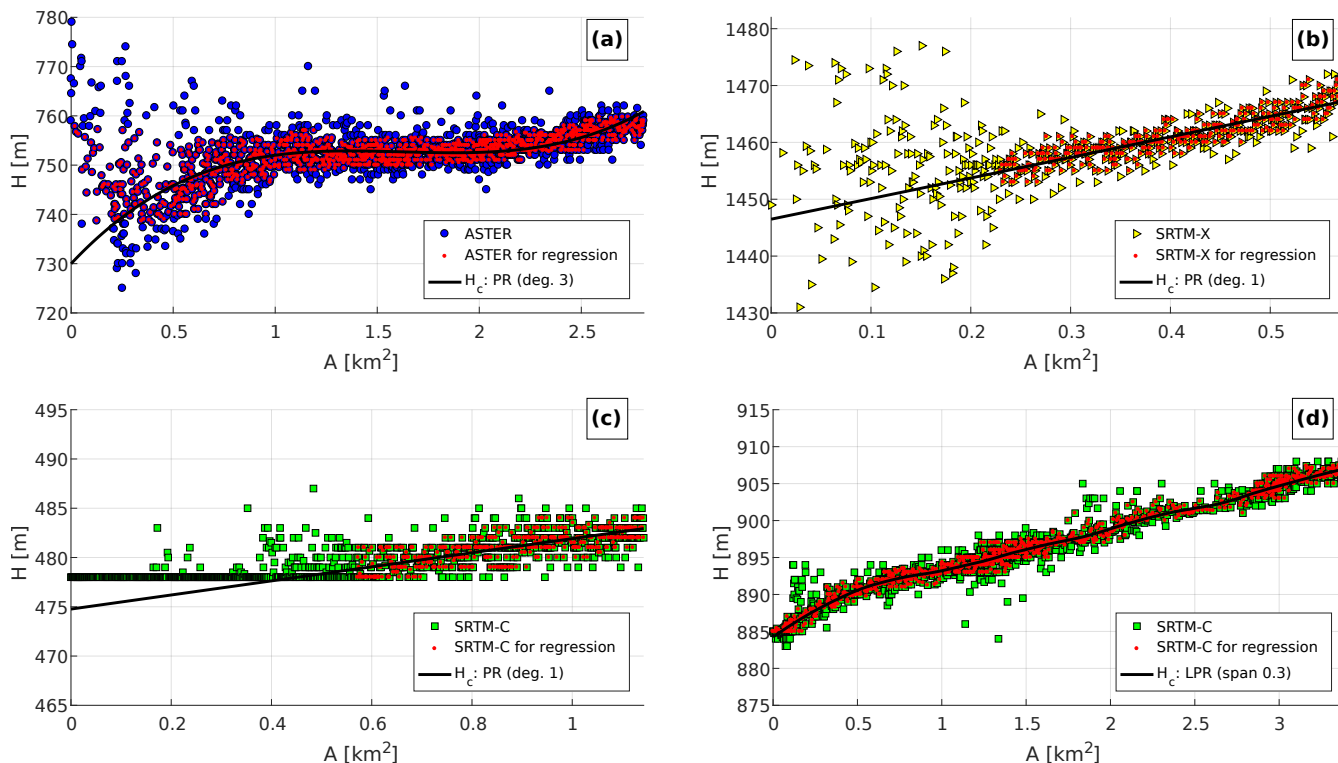 780
770
760
750
740
730
720
H [m]
0
0.5
1
1.5
2
2.5
A [km2]
(a)
ASTER
ASTER for regression
Hc: PR (deg. 3)
1480
1470
1460
1450
1440
1430
H [m]
0
0.1
0.2
0.3
0.4
0.5
A [km2]
(b)
SRTM-X
SRTM-X for regression
Hc: PR (deg. 1)
495
490
485
480
475
470
465
H [m]
0
0.2
0.4
0.6
0.8
1
A [km2]
(c)
SRTM-C
SRTM-C for regression
Hc: PR (deg. 1)
915
910
905
900
895
890
885
880
875
H [m]
0
0.5
1
1.5
2
2.5
3
A [km2]
(d)
SRTM-C
SRTM-C for regression
Hc: LPR (span 0.3)